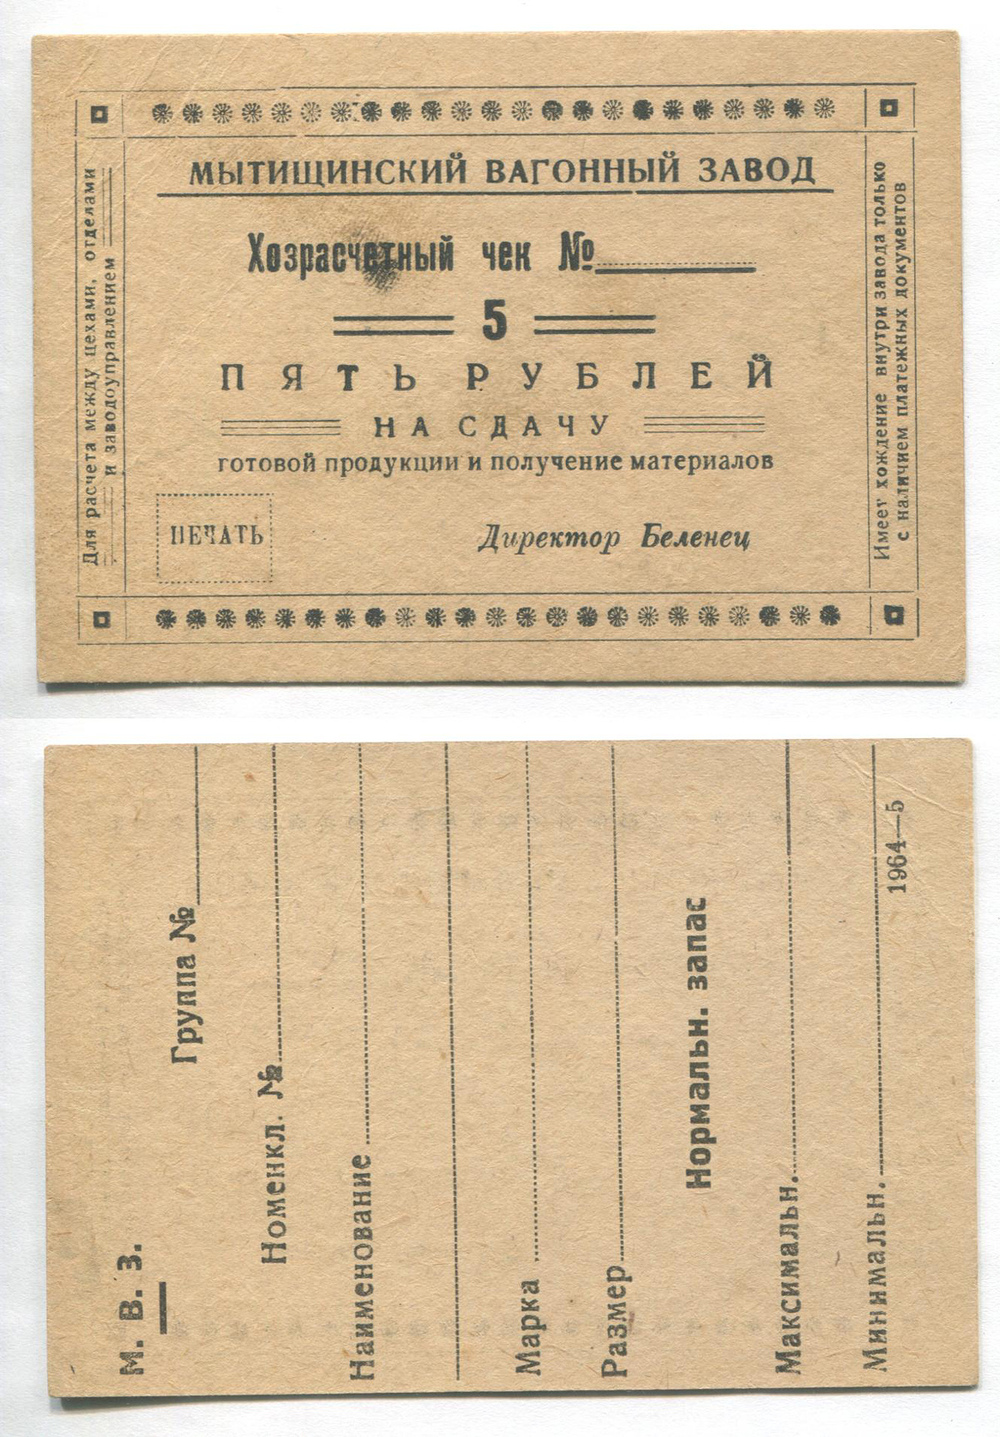 МЫТИЩИНСКИЙ ВАГОННЫЙ ЗАВОД
Хозрасчетный чек №
5
ПЯТЬ РУБЛЕЙ
НА СДАЧУ
готовой продукции и получение материалов
ПЕЧАТЬ
Директор Беленец
Для расчета между цехами, отделами
и заводоуправлением
Имеет хождение внутри завода только
с наличием платежных документов
М. В. З.
Группа №
Номенкл. №
Наименование
Марка
Размер
Нормальн. запас
Максимальн.
Минимальн.
1964—5